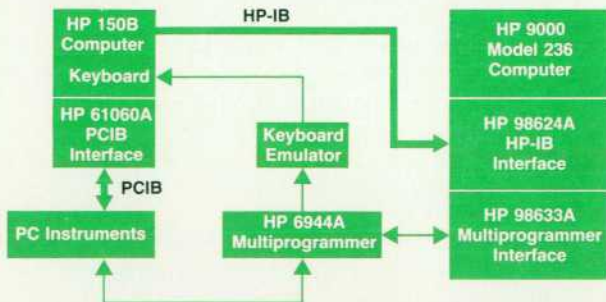 HP 150B
Computer
Keyboard
HP 61060A
PCIB
Interface
PCIB
PC Instruments
HP-IB
Keyboard
Emulator
HP 6944A
Multiprogrammer
HP 9000
Model 236
Computer
HP 98624A
HP-IB
Interface
HP 98633A
Multiprogrammer
Interface